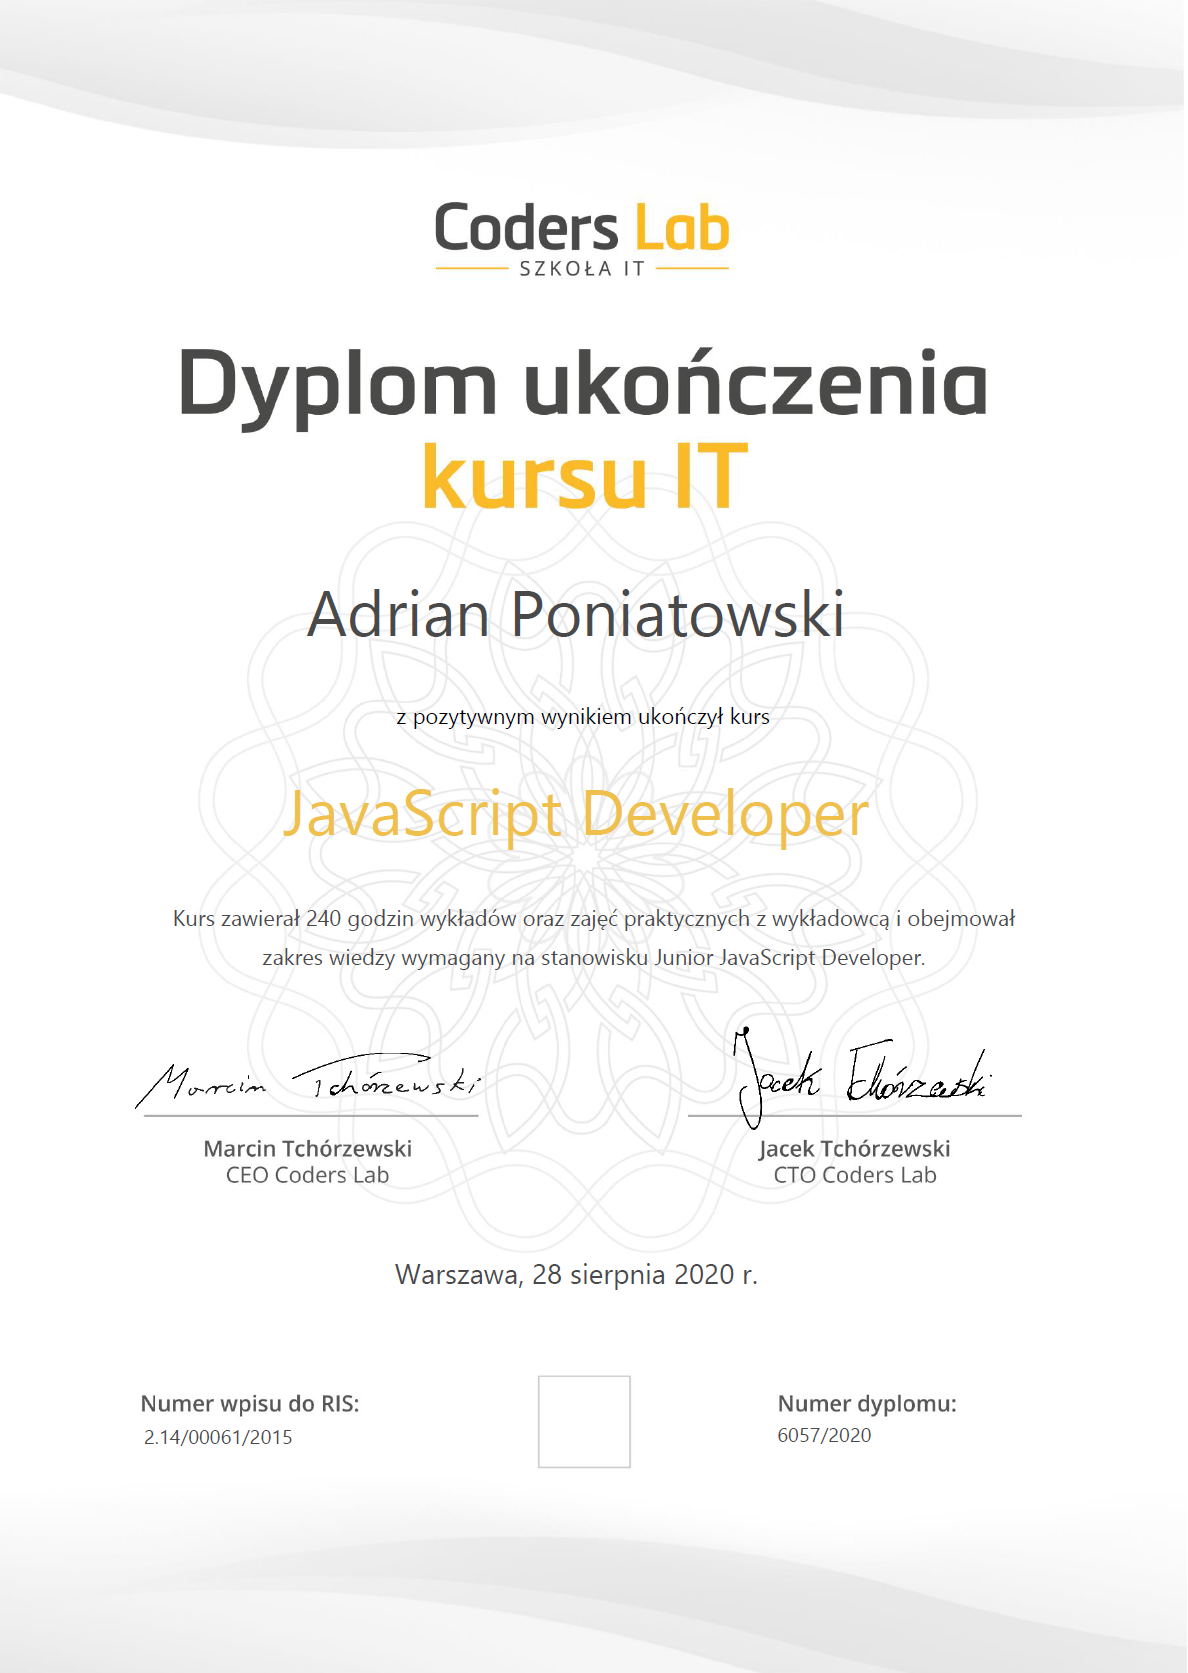 Coders Lab
SZKOŁA IT
Dyplom ukończenia
kursu IT
Adrian Poniatowski
z pozytywnym wynikiem ukończył kurs
JavaScript Developer
Kurs zawierał 240 godzin wykładów oraz zajęć praktycznych z wykładowcą i obejmował
zakres wiedzy wymagany na stanowisku Junior JavaScript Developer.
Marcin Tchórzewski
Jacek Tchórzewski
Marcin Tchórzewski
CEO Coders Lab
Jacek Tchórzewski
CTO Coders Lab
Warszawa, 28 sierpnia 2020 r.
Numer wpisu do RIS:
2.14/00061/2015
Numer dyplomu:
6057/2020